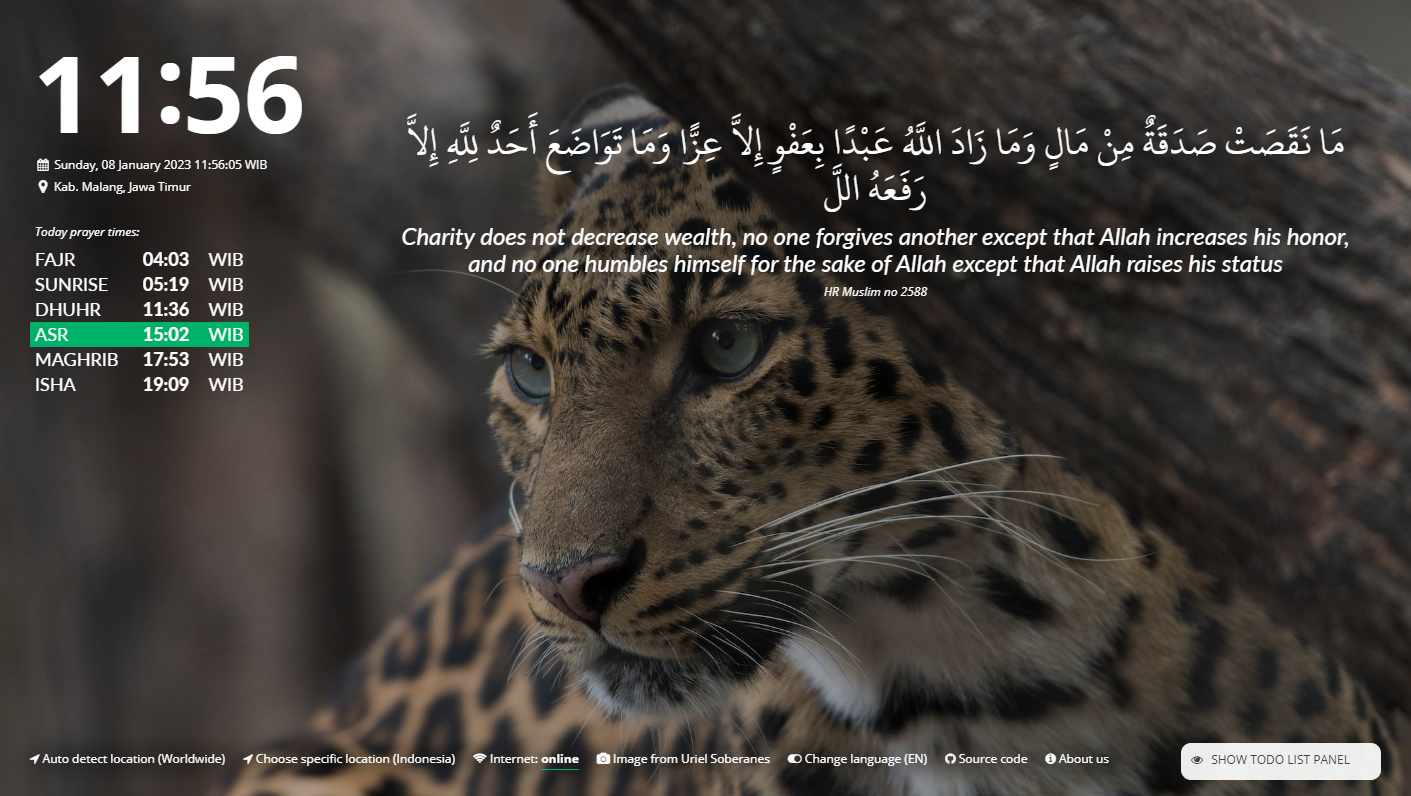 11:56
Sunday, 08 January 2023 11:56:05 WIB
Kab. Malang, Jawa Timur
Today prayer times:
FAJR 04:03 WIB
SUNRISE 05:19 WIB
DHUHR 11:36 WIB
ASR 15:02 WIB
MAGHRIB 17:53 WIB
ISHA 19:09 WIB
مَا نَقَصَتْ صَدَقَةٌ مِنْ مَالٍ وَمَا زَادَ اللَّهُ عَبْدًا بِعَفْوٍ إِلاَّ عِزًّا وَمَا تَوَاضَعَ أَحَدٌ لِلَّهِ إِلاَّ
رَفَعَهُ اللَّ
Charity does not decrease wealth, no one forgives another except that Allah increases his honor,
and no one humbles himself for the sake of Allah except that Allah raises his status
HR Muslim no 2588
Auto detect location (Worldwide) Choose specific location (Indonesia) Internet: online Image from Uriel Soberanes Change language (EN) Source code About us
SHOW TODO LIST PANEL